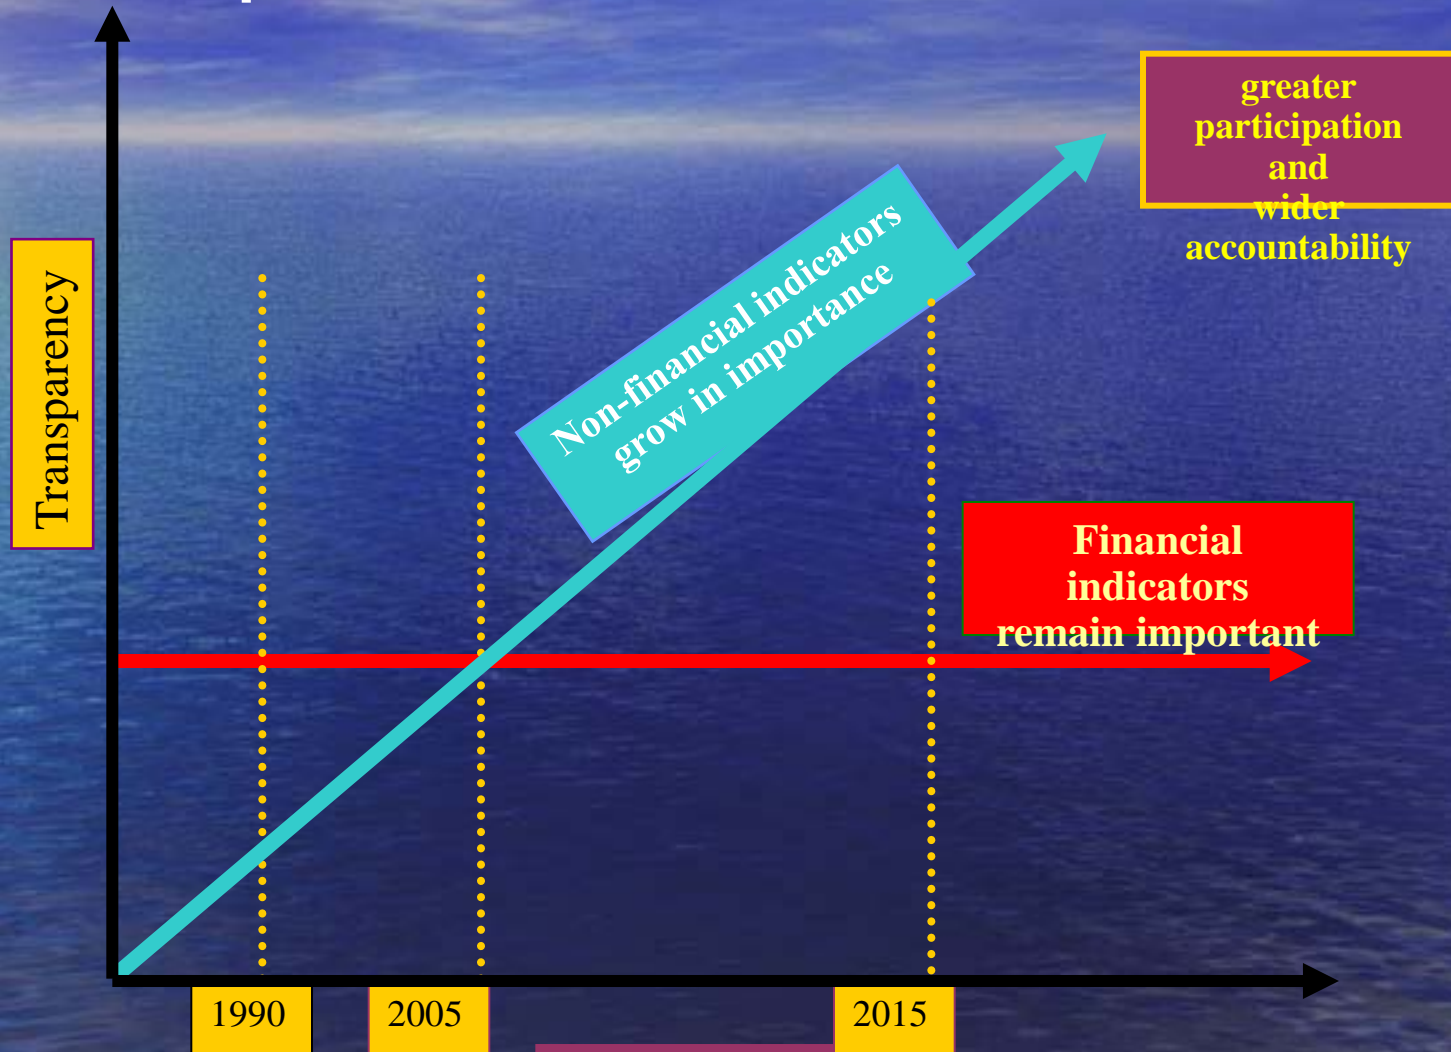 greater
participation
and
wider
accountability
Transparency
Non-financial indicators
grow in importance
Financial
indicators
remain important
1990
2005
2015